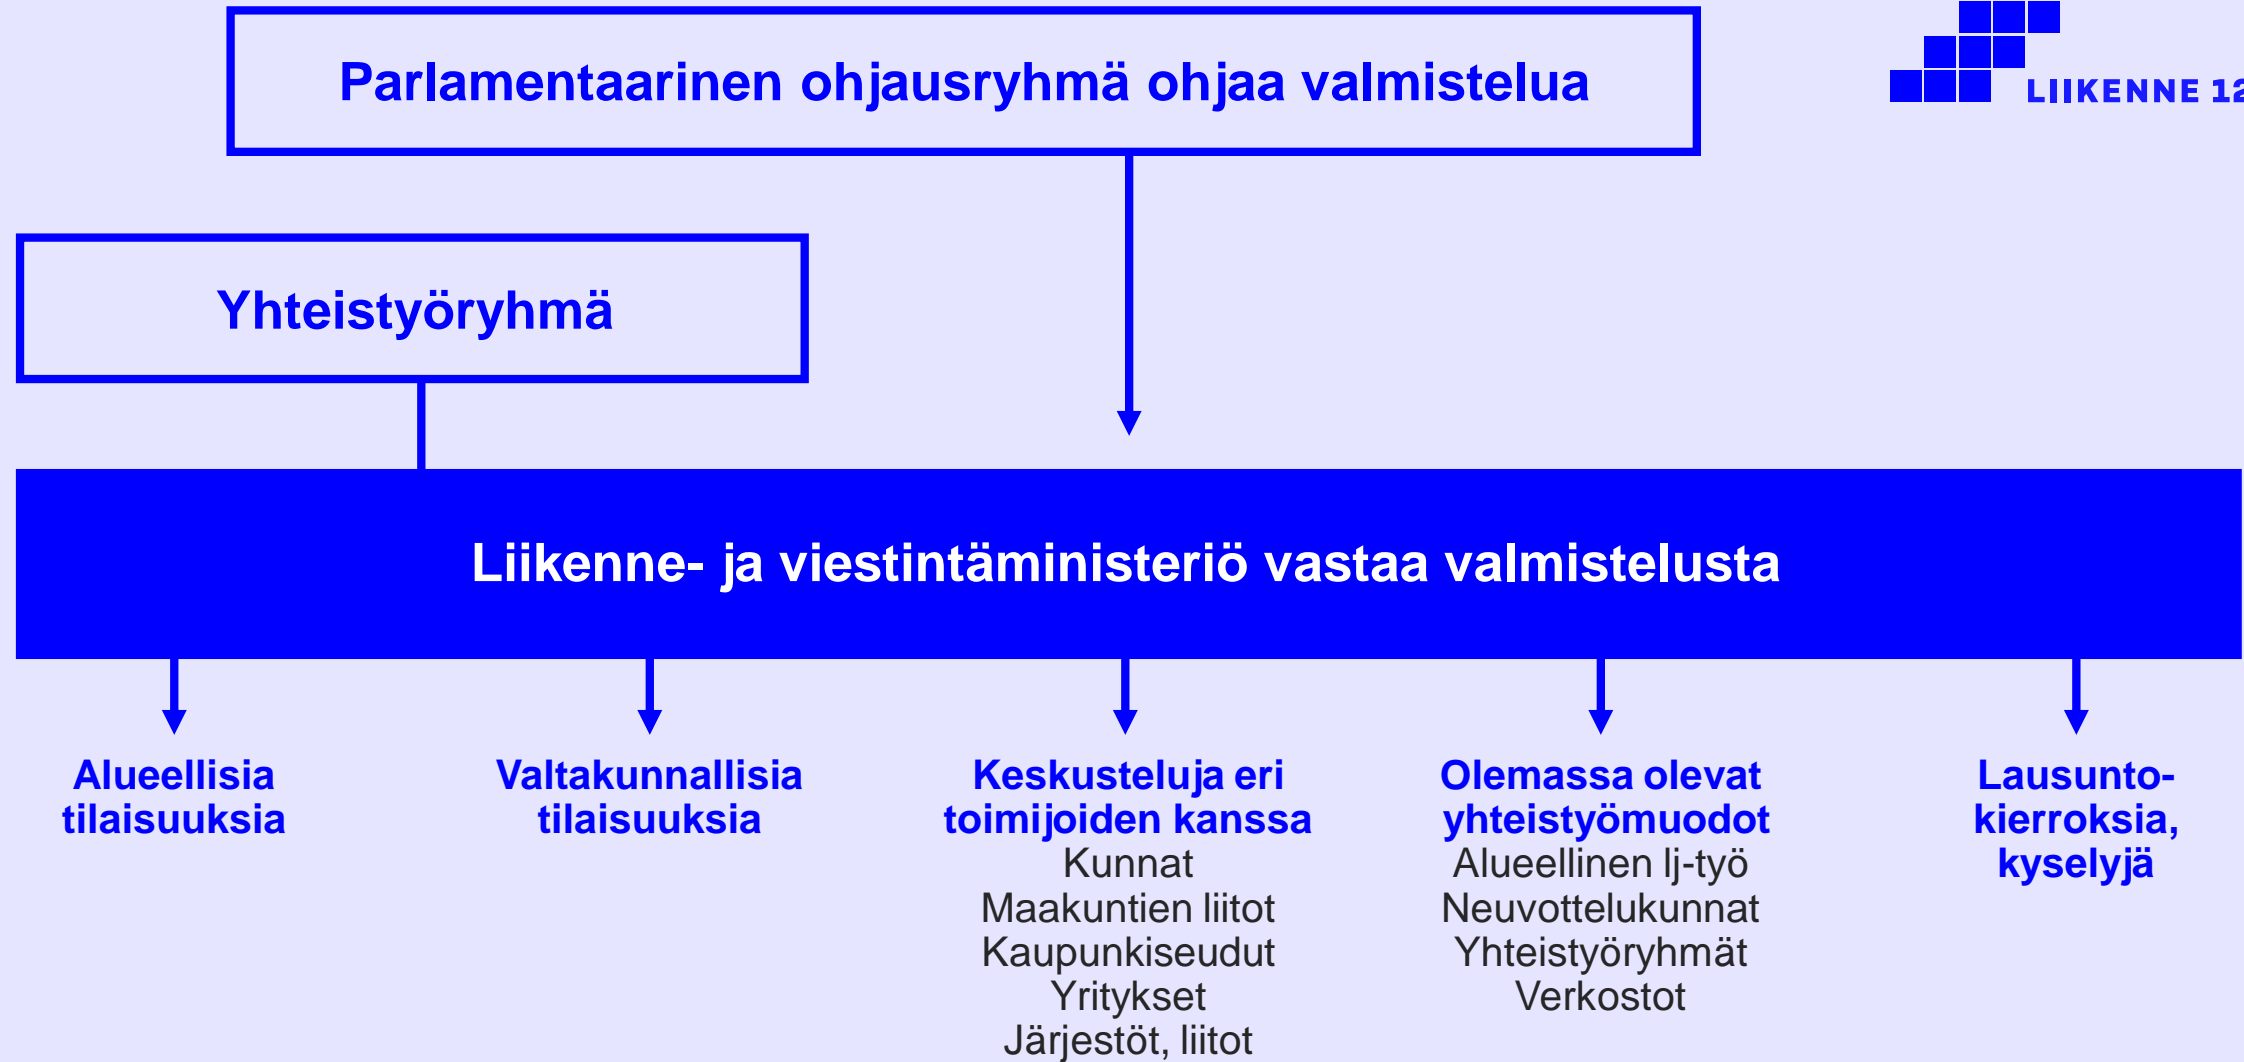 Parlamentaarinen ohjausryhmä ohjaa valmistelua
LIIKENNE 12
Yhteistyöryhmä
Liikenne- ja viestintäministeriö vastaa valmistelusta
Alueellisia
tilaisuuksia
Valtakunnallisia
tilaisuuksia
Keskusteluja eri
toimijoiden kanssa
Kunnat
Maakuntien liitot
Kaupunkiseudut
Yritykset
Järjestöt, liitot
Olemassa olevat
yhteistyömuodot
Alueellinen lj-työ
Neuvottelukunnat
Yhteistyöryhmät
Verkostot
Lausunto-
kierroksia,
kyselyjä